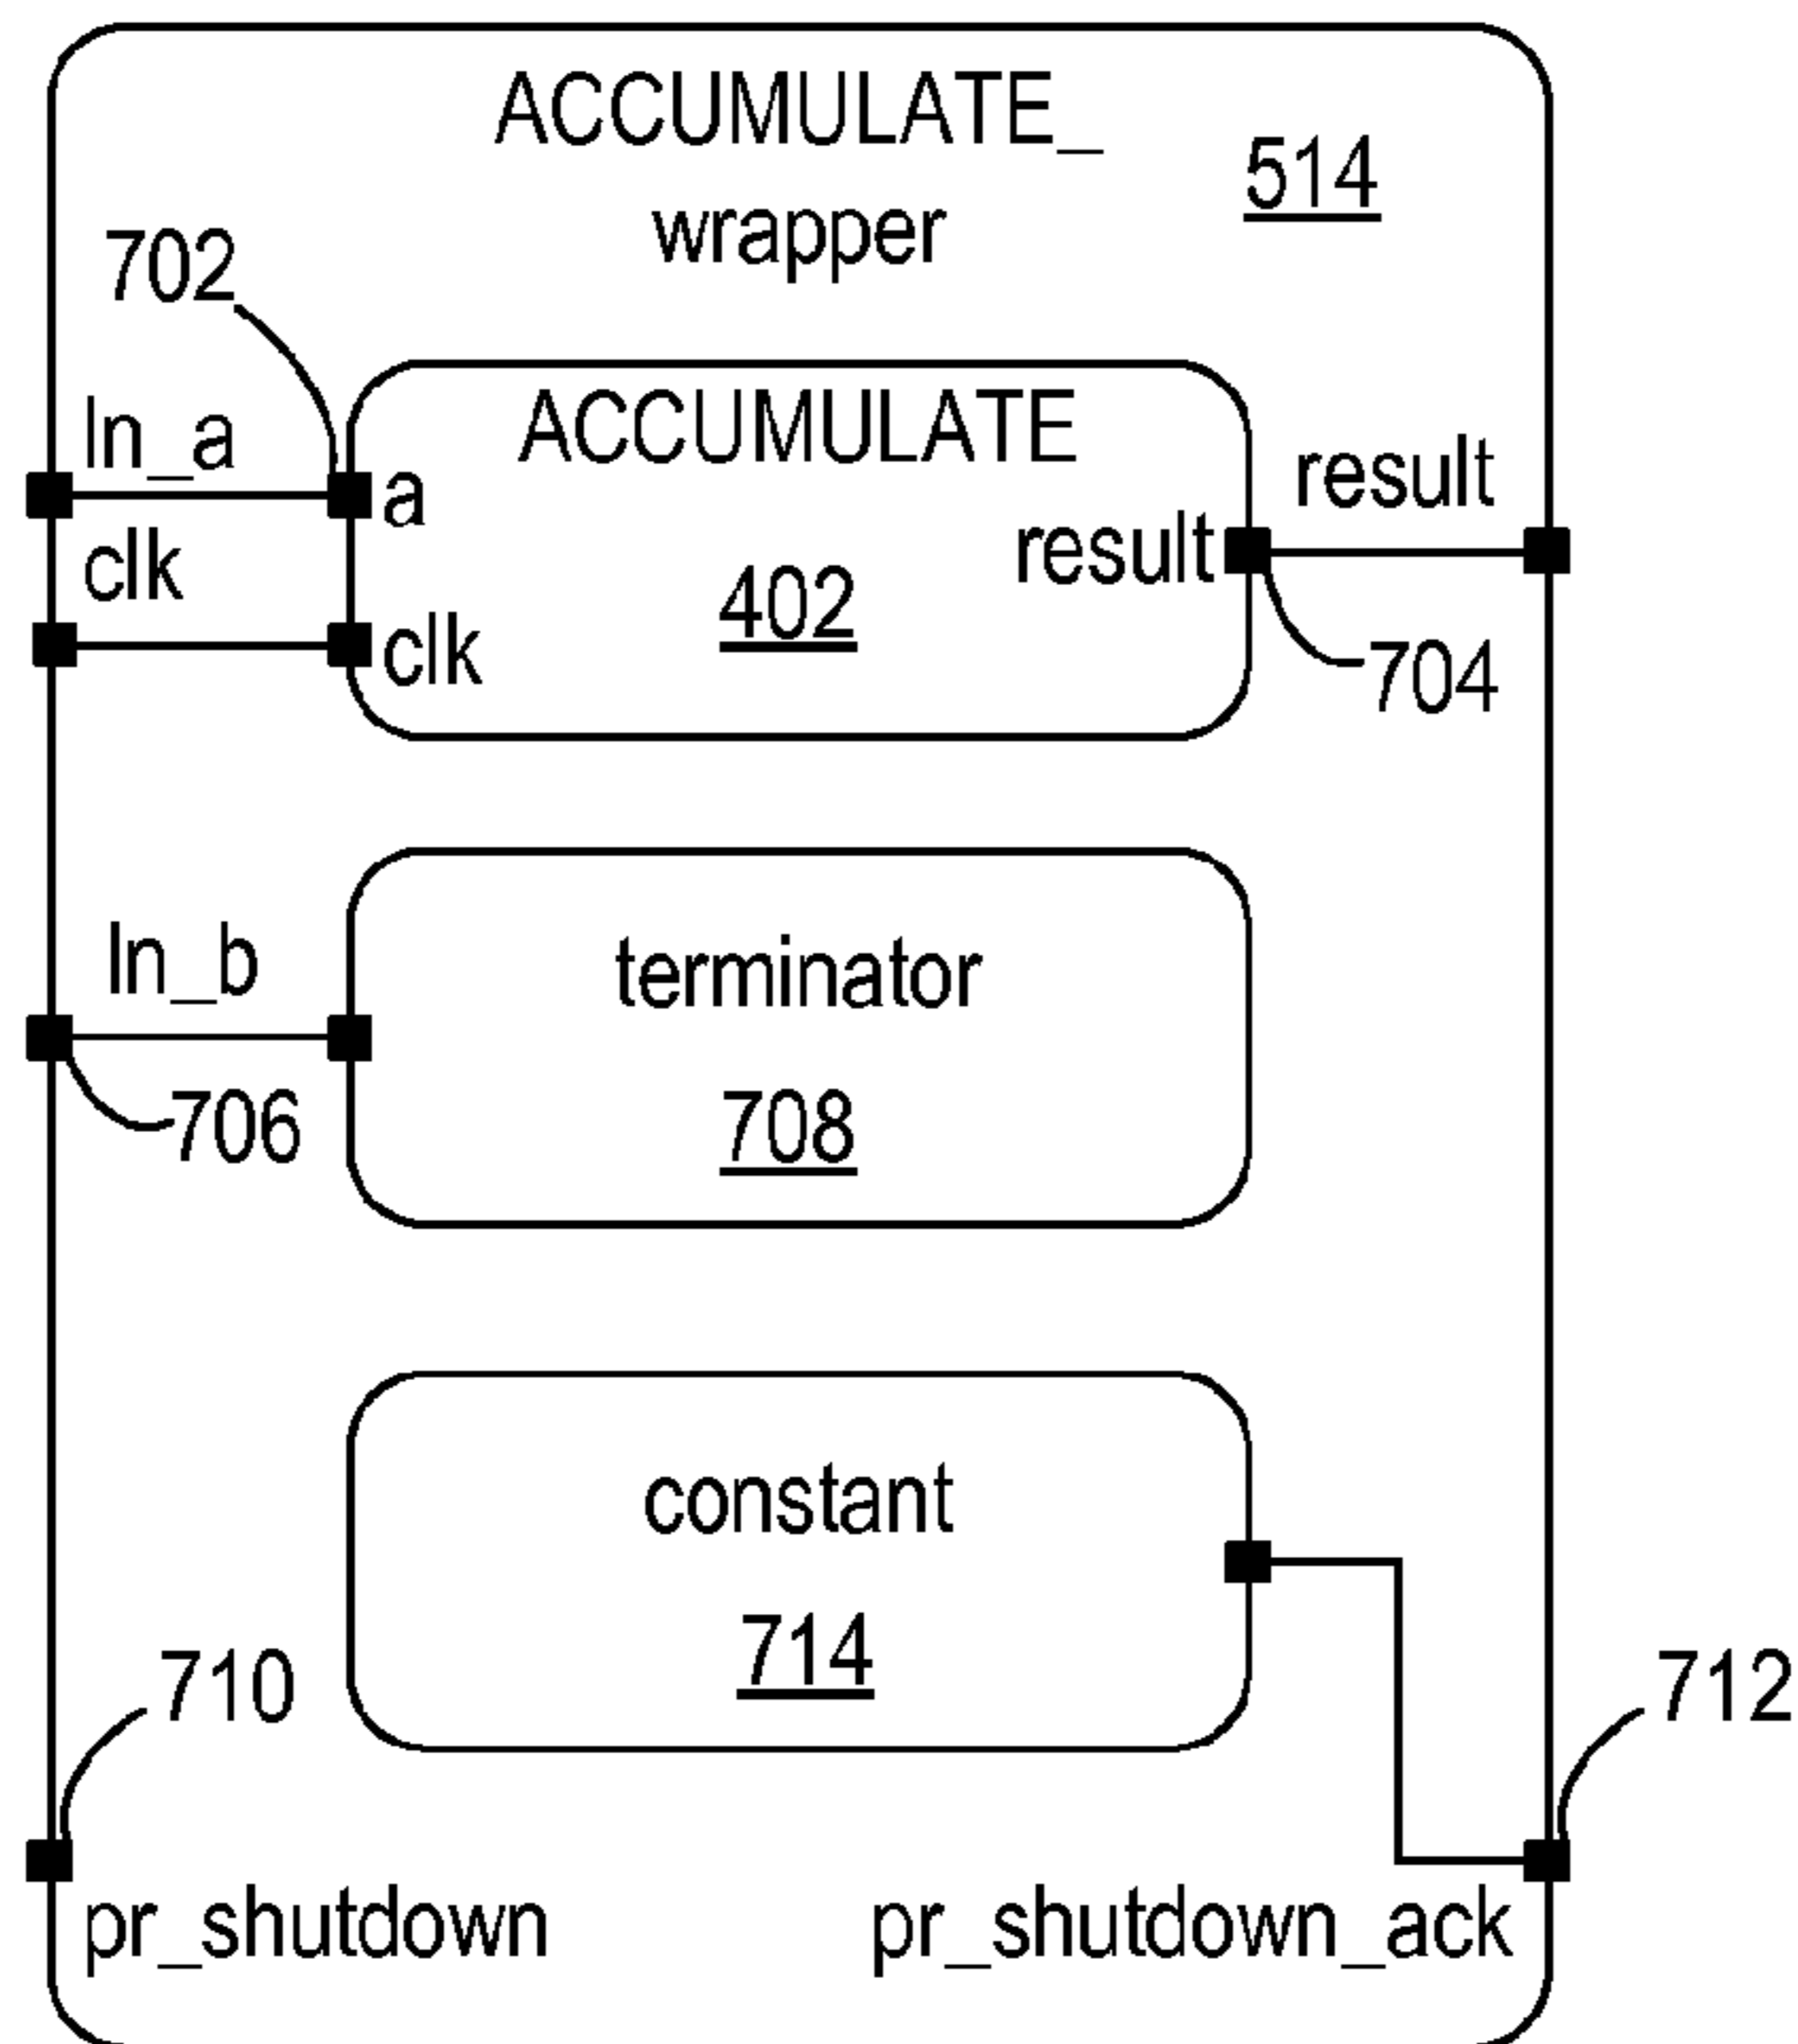 ACCUMULATE_
wrapper
514
702
In_a
ACCUMULATE
a
result
result
clk
402
clk
704
In_b
terminator
706
708
constant
714
710
712
pr_shutdown
pr_shutdown_ack